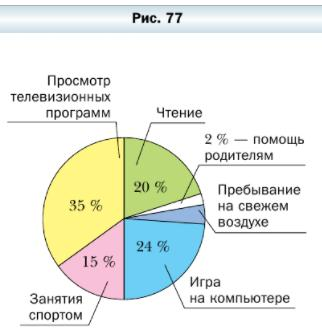 Рис. 77
Просмотр
телевизионных
программ
Чтение
2 % — помощь
родителям
Пребывание
на свежем
воздухе
Игра
на компьютере
Занятия
спортом
20 %
35 %
24 %
15 %